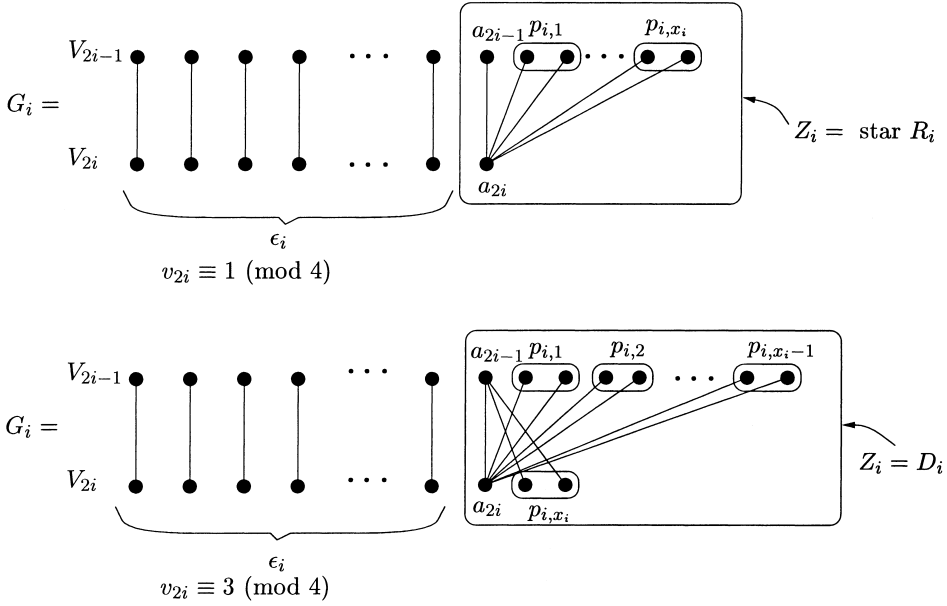 V_{2i−1} · · · a_{2i−1} p_{i,1} · · · p_{i,x_i}
G_i =
Z_i = star R_i
V_{2i} · · · a_{2i}
ϵ_i
v_{2i} ≡ 1 (mod 4)
V_{2i−1} · · · a_{2i−1} p_{i,1} p_{i,2} · · · p_{i,x_i−1}
G_i =
Z_i = D_i
V_{2i} · · · a_{2i} p_{i,x_i}
ϵ_i
v_{2i} ≡ 3 (mod 4)